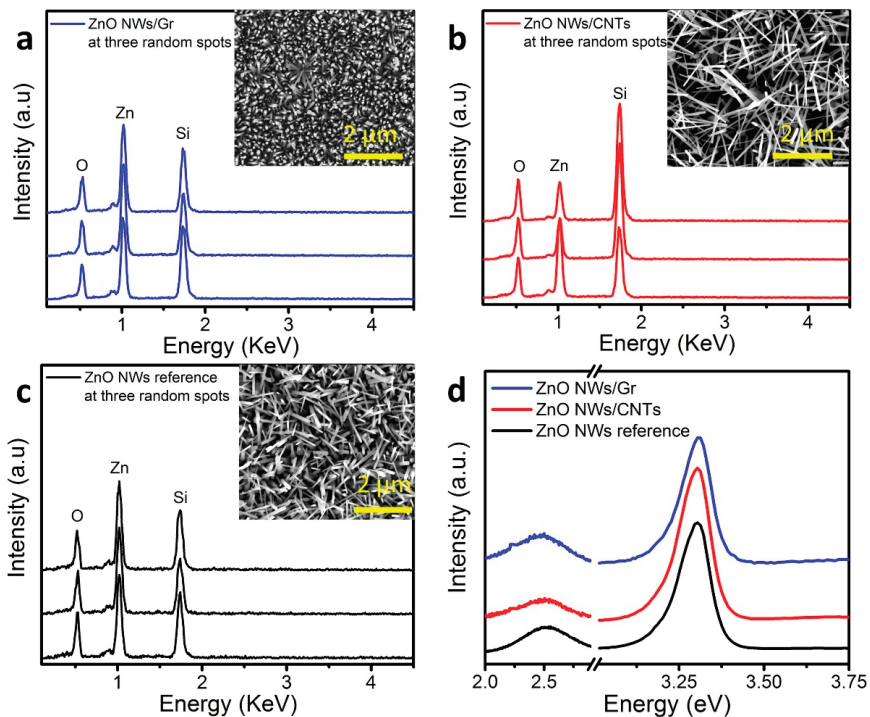 a
ZnO NWs/Gr
at three random spots
2 μm
Intensity (a.u)
O
Zn
Si
1
2
3
4
Energy (KeV)
b
ZnO NWs/CNTs
at three random spots
2 μm
Intensity (a.u)
O
Zn
Si
1
2
3
4
Energy (KeV)
c
ZnO NWs reference
at three random spots
2 μm
Intensity (a.u)
O
Zn
Si
1
2
3
4
Energy (KeV)
d
ZnO NWs/Gr
ZnO NWs/CNTs
ZnO NWs reference
Intensity (a.u.)
2.0
2.5
3.25
3.50
3.75
Energy (eV)